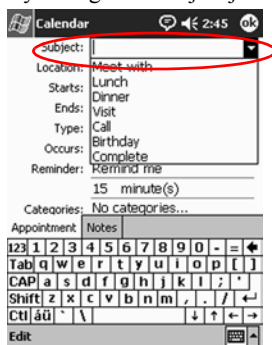 Calendar 2:45 ok
Subject:
Location: Meet with
Lunch
Starts: Dinner
Ends: Visit
Type: Call
Birthday
Occurs: Complete
Reminder: Remind me
15 minute(s)
Categories: No categories...
Appointment Notes
123 1 2 3 4 5 6 7 8 9 0 - =
Tab q w e r t y u i o p [ ]
CAP a s d f g h j k l ; '
Shift z x c v b n m , . /
Ctl áü ` \
Edit